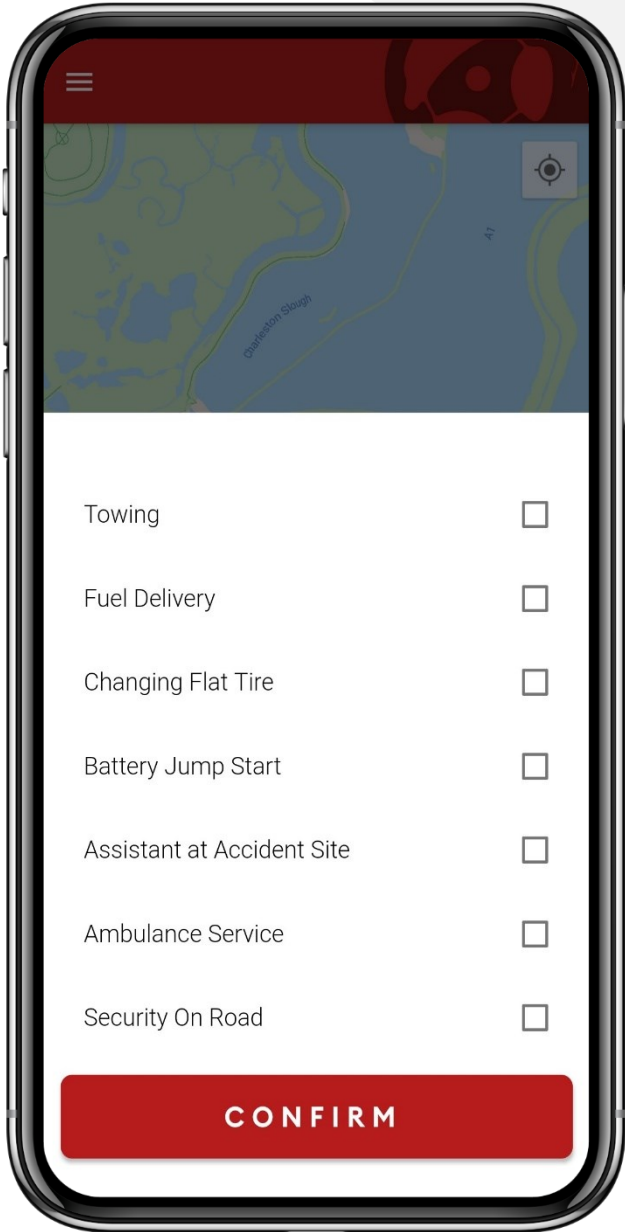 A1
Charleston Slough
Towing
Fuel Delivery
Changing Flat Tire
Battery Jump Start
Assistant at Accident Site
Ambulance Service
Security On Road
CONFIRM